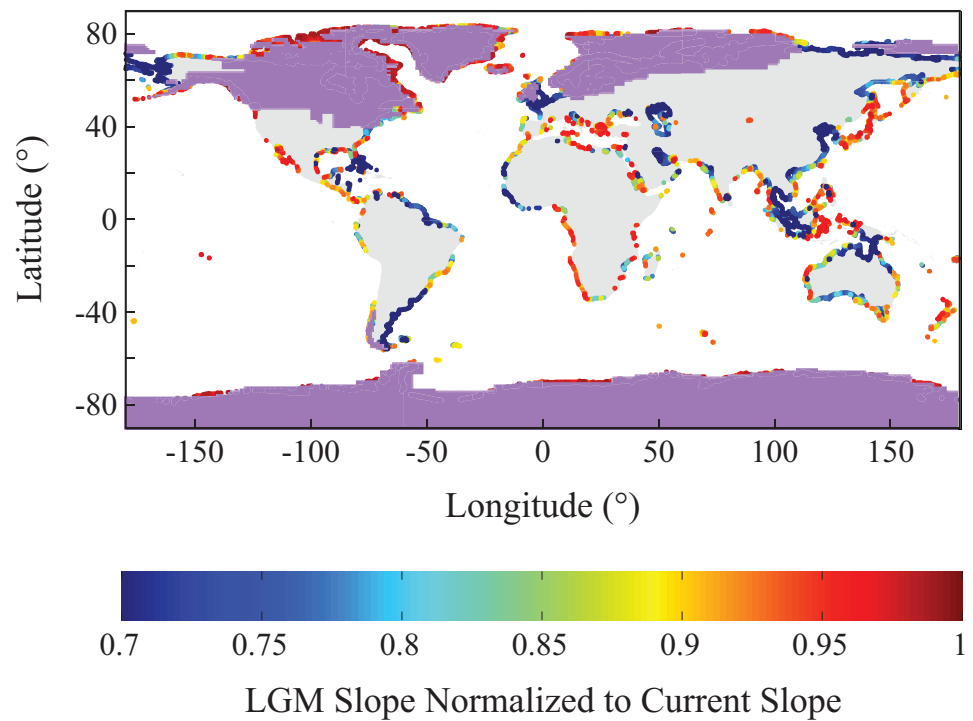 80
40
0
-40
-80
Latitude (°)
-150 -100 -50 0 50 100 150
Longitude (°)
0.7 0.75 0.8 0.85 0.9 0.95 1
LGM Slope Normalized to Current Slope